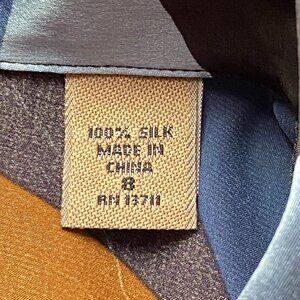 100% SILK
MADE IN
CHINA
8
RN 13711